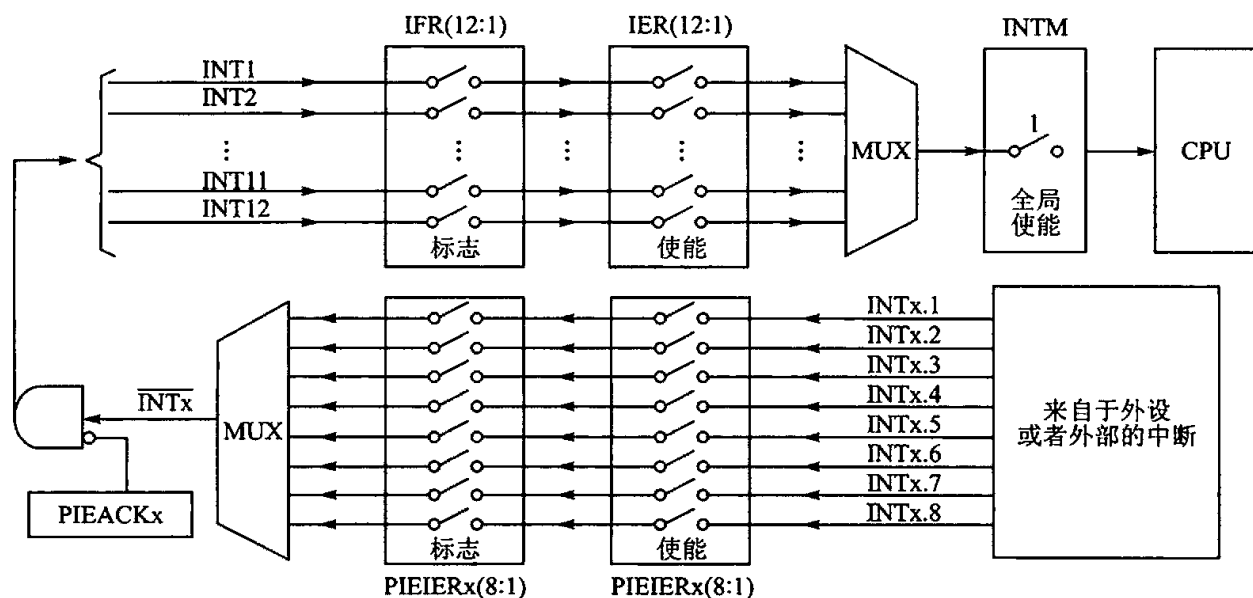 IFR(12:1)
IER(12:1)
INTM
INT1
INT2
⋮
⋮
⋮
⋮
⋮
INT11
INT12
标志
使能
MUX
1
全局
使能
CPU
INTx.1
INTx.2
INTx.3
INTx.4
INTx.5
INTx.6
INTx.7
INTx.8
来自于外设
或者外部的中断
INTx
MUX
PIEACKx
标志
使能
PIEIERx(8:1)
PIEIERx(8:1)